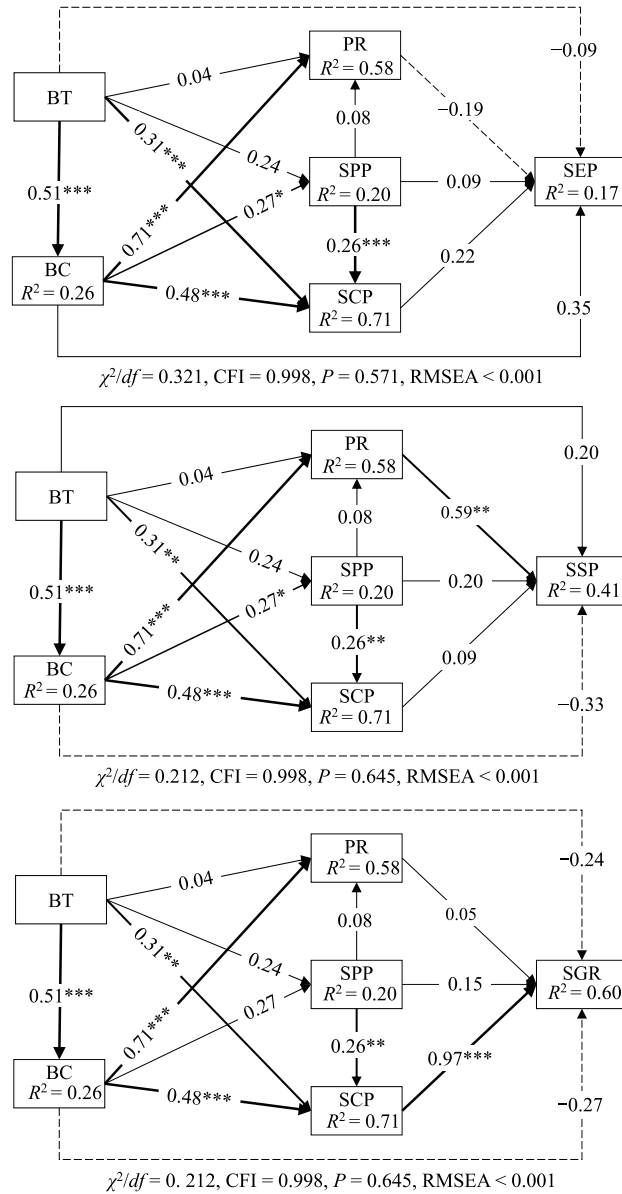 PR
R² = 0.58
−0.09
BT
0.04
−0.19
0.08
0.31***
0.24
SPP
R² = 0.20
0.09
SEP
R² = 0.17
0.51***
0.71***
0.27*
0.26***
0.22
BC
R² = 0.26
0.48***
SCP
R² = 0.71
0.35
χ²/df = 0.321, CFI = 0.998, P = 0.571, RMSEA < 0.001
PR
R² = 0.58
0.20
BT
0.04
0.59**
0.08
0.31**
0.24
SPP
R² = 0.20
0.20
SSP
R² = 0.41
0.51***
0.71***
0.27*
0.26**
0.09
BC
R² = 0.26
0.48***
SCP
R² = 0.71
−0.33
χ²/df = 0.212, CFI = 0.998, P = 0.645, RMSEA < 0.001
PR
R² = 0.58
−0.24
BT
0.04
0.05
0.08
0.31**
0.24
SPP
R² = 0.20
0.15
SGR
R² = 0.60
0.51***
0.71***
0.27
0.26**
0.97***
BC
R² = 0.26
0.48***
SCP
R² = 0.71
−0.27
χ²/df = 0. 212, CFI = 0.998, P = 0.645, RMSEA < 0.001